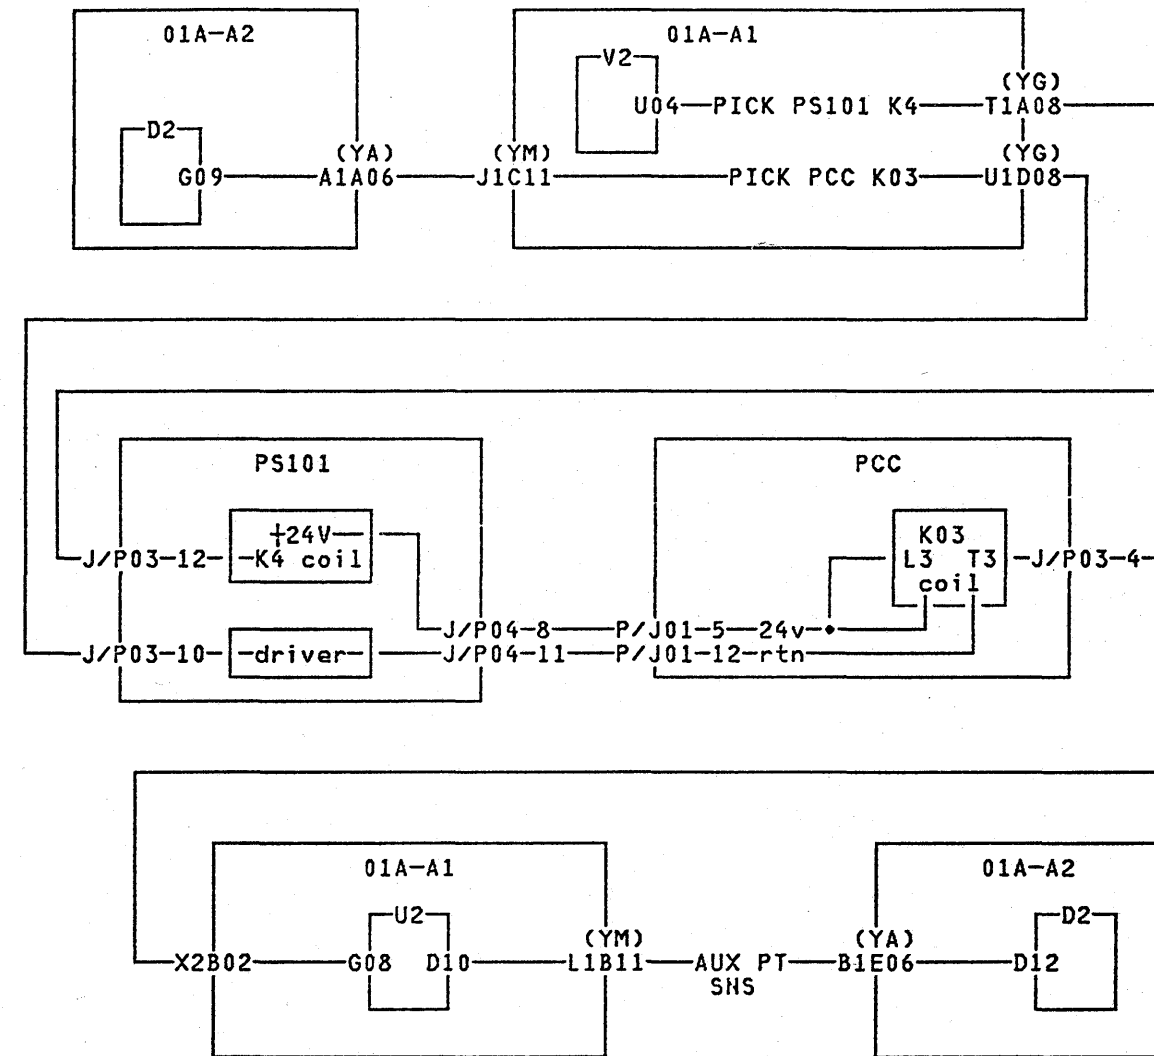 01A-A2 01A-A1
V2 (YG)
U04 PICK PS101 K4 T1A08
D2 (YA) (YM) (YG)
G09 A1A06 J1C11 PICK PCC K03 U1D08
PS101 PCC
+24V K03
J/P03-12 -K4 coil L3 T3 J/P03-4
coil
J/P04-8 P/J01-5 24v
J/P03-10 -driver- J/P04-11 P/J01-12-rtn
01A-A1 01A-A2
U2 D2
(YM) (YA)
X2B02 G08 D10 L1B11 AUX PT B1E06 D12
SNS